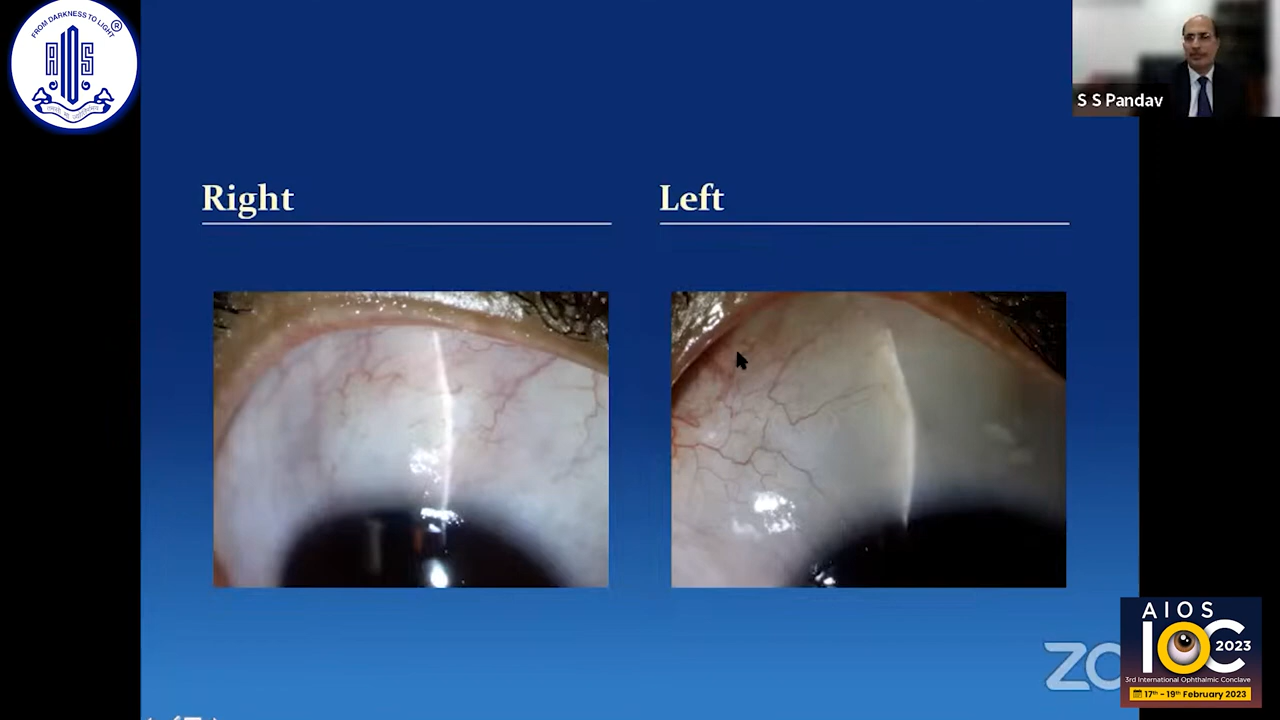 FROM DARKNESS TO LIGHT
®
AIOS
S S Pandav
Right
Left
ZO
AIOS
IOC
2023
3rd International Ophthalmic Conclave
17th - 19th February 2023